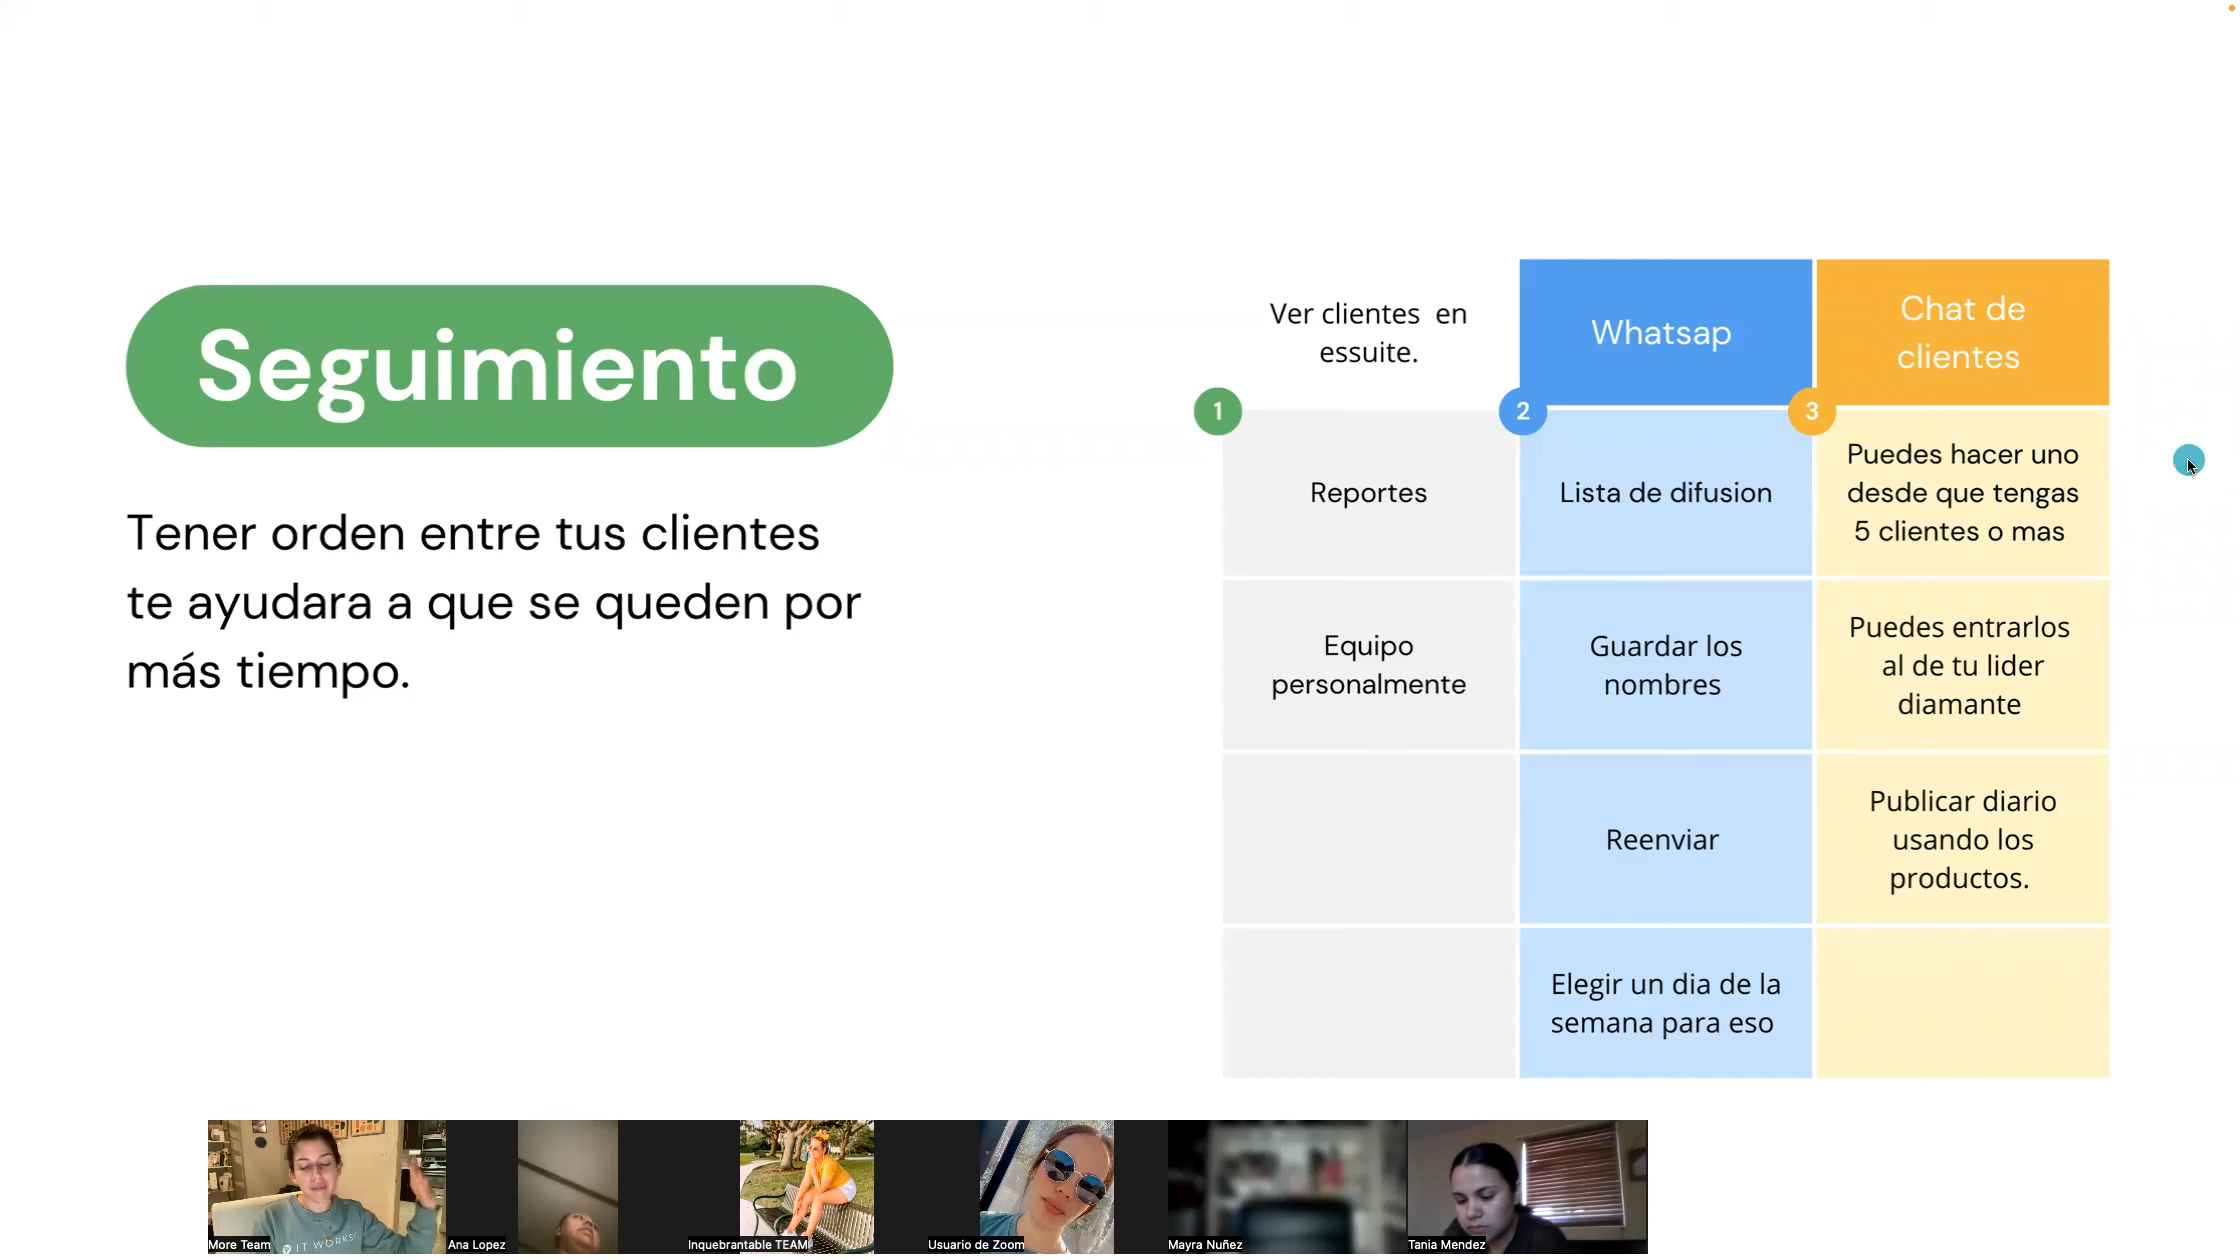 Seguimiento
Tener orden entre tus clientes
te ayudara a que se queden por
más tiempo.
Ver clientes en
essuite.
Whatsap
Chat de
clientes
1
2
3
Reportes
Lista de difusion
Puedes hacer uno
desde que tengas
5 clientes o mas
Equipo
personalmente
Guardar los
nombres
Puedes entrarlos
al de tu lider
diamante
Reenviar
Publicar diario
usando los
productos.
Elegir un dia de la
semana para eso
IT WORKS!
More Team
Ana Lopez
Inquebrantable TEAM
Usuario de Zoom
Mayra Nuñez
Tania Mendez